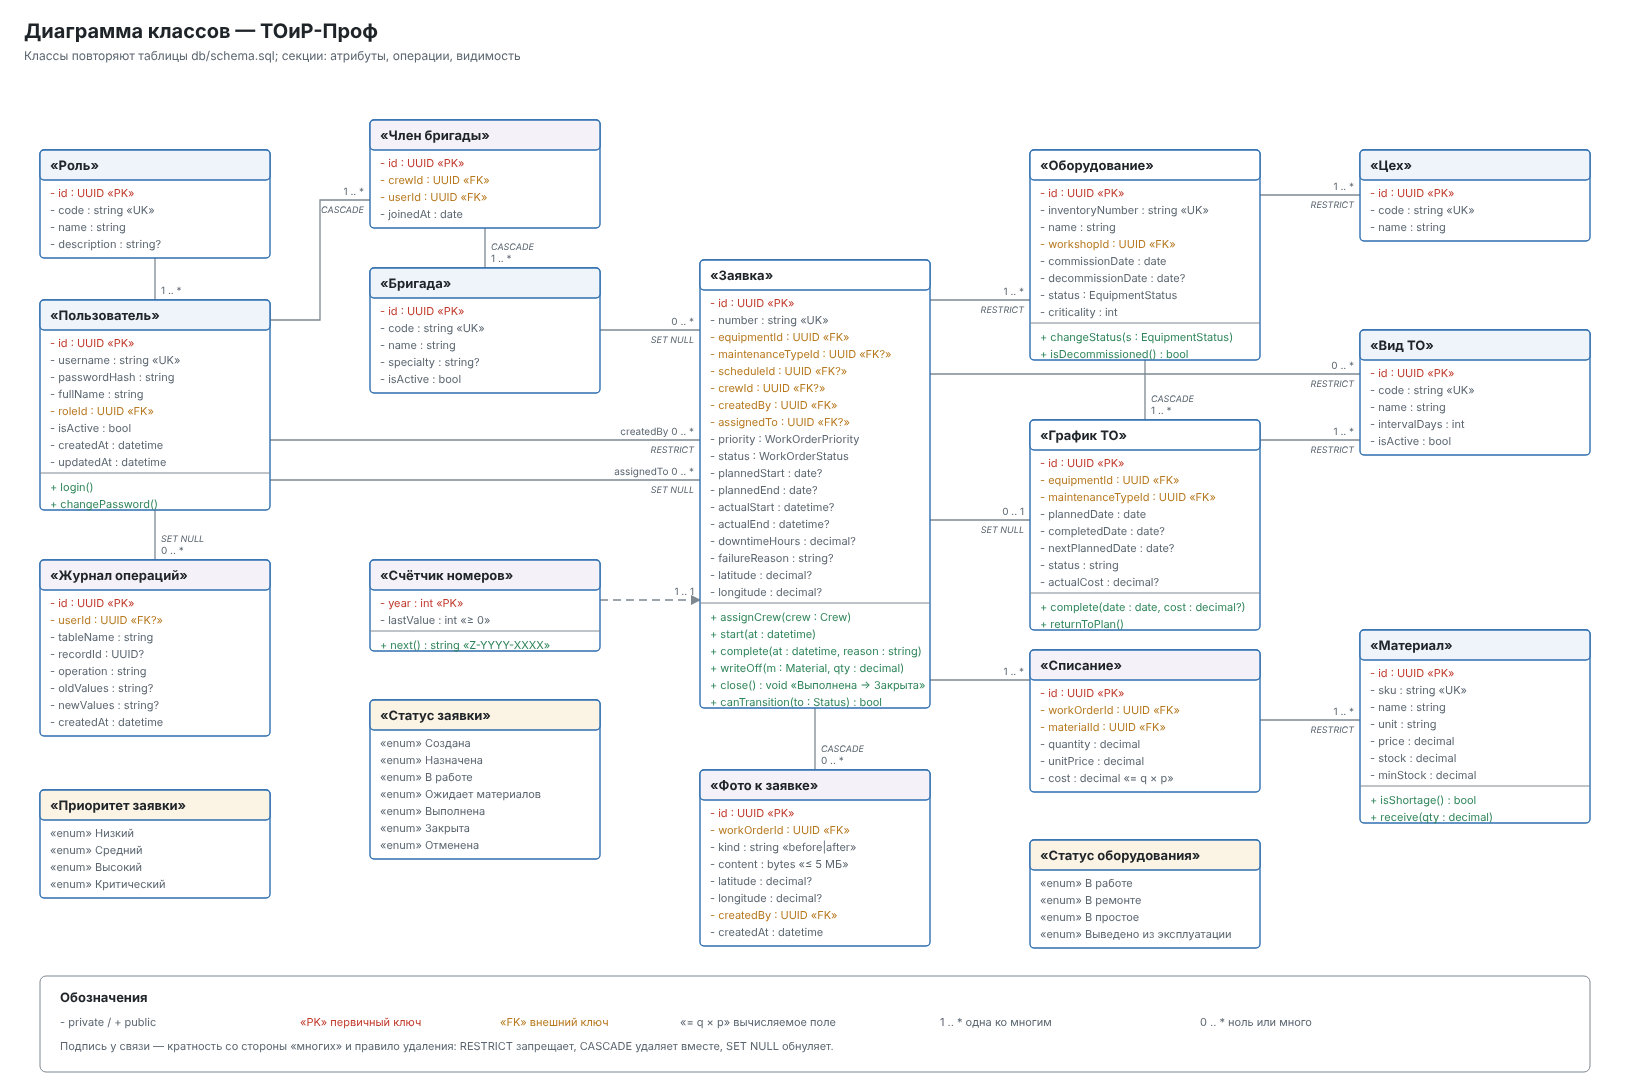 Диаграмма классов — ТОиР-Проф
Классы повторяют таблицы db/schema.sql; секции: атрибуты, операции, видимость
«Роль»
- id : UUID «PK»
- code : string «UK»
- name : string
- description : string?
1 .. *
«Пользователь»
- id : UUID «PK»
- username : string «UK»
- passwordHash : string
- fullName : string
- roleId : UUID «FK»
- isActive : bool
- createdAt : datetime
- updatedAt : datetime
+ login()
+ changePassword()
SET NULL
0 .. *
«Журнал операций»
- id : UUID «PK»
- userId : UUID «FK?»
- tableName : string
- recordId : UUID?
- operation : string
- oldValues : string?
- newValues : string?
- createdAt : datetime
«Приоритет заявки»
«enum» Низкий
«enum» Средний
«enum» Высокий
«enum» Критический
«Член бригады»
- id : UUID «PK»
- crewId : UUID «FK»
- userId : UUID «FK»
- joinedAt : date
1 .. *
CASCADE
CASCADE
1 .. *
«Бригада»
- id : UUID «PK»
- code : string «UK»
- name : string
- specialty : string?
- isActive : bool
0 .. *
SET NULL
createdBy 0 .. *
RESTRICT
assignedTo 0 .. *
SET NULL
«Счётчик номеров»
- year : int «PK»
- lastValue : int «≥ 0»
+ next() : string «Z-YYYY-XXXX»
1 .. 1
«Статус заявки»
«enum» Создана
«enum» Назначена
«enum» В работе
«enum» Ожидает материалов
«enum» Выполнена
«enum» Закрыта
«enum» Отменена
«Заявка»
- id : UUID «PK»
- number : string «UK»
- equipmentId : UUID «FK»
- maintenanceTypeId : UUID «FK?»
- scheduleId : UUID «FK?»
- crewId : UUID «FK?»
- createdBy : UUID «FK»
- assignedTo : UUID «FK?»
- priority : WorkOrderPriority
- status : WorkOrderStatus
- plannedStart : date?
- plannedEnd : date?
- actualStart : datetime?
- actualEnd : datetime?
- downtimeHours : decimal?
- failureReason : string?
- latitude : decimal?
- longitude : decimal?
+ assignCrew(crew : Crew)
+ start(at : datetime)
+ complete(at : datetime, reason : string)
+ writeOff(m : Material, qty : decimal)
+ close() : void «Выполнена → Закрыта»
+ canTransition(to : Status) : bool
CASCADE
0 .. *
«Фото к заявке»
- id : UUID «PK»
- workOrderId : UUID «FK»
- kind : string «before|after»
- content : bytes «≤ 5 МБ»
- latitude : decimal?
- longitude : decimal?
- createdBy : UUID «FK»
- createdAt : datetime
1 .. *
RESTRICT
0 .. *
RESTRICT
0 .. 1
SET NULL
1 .. *
«Оборудование»
- id : UUID «PK»
- inventoryNumber : string «UK»
- name : string
- workshopId : UUID «FK»
- commissionDate : date
- decommissionDate : date?
- status : EquipmentStatus
- criticality : int
+ changeStatus(s : EquipmentStatus)
+ isDecommissioned() : bool
CASCADE
1 .. *
«График ТО»
- id : UUID «PK»
- equipmentId : UUID «FK»
- maintenanceTypeId : UUID «FK»
- plannedDate : date
- completedDate : date?
- nextPlannedDate : date?
- status : string
- actualCost : decimal?
+ complete(date : date, cost : decimal?)
+ returnToPlan()
«Списание»
- id : UUID «PK»
- workOrderId : UUID «FK»
- materialId : UUID «FK»
- quantity : decimal
- unitPrice : decimal
- cost : decimal «= q × p»
«Статус оборудования»
«enum» В работе
«enum» В ремонте
«enum» В простое
«enum» Выведено из эксплуатации
1 .. *
RESTRICT
«Цех»
- id : UUID «PK»
- code : string «UK»
- name : string
«Вид ТО»
- id : UUID «PK»
- code : string «UK»
- name : string
- intervalDays : int
- isActive : bool
1 .. *
RESTRICT
1 .. *
RESTRICT
«Материал»
- id : UUID «PK»
- sku : string «UK»
- name : string
- unit : string
- price : decimal
- stock : decimal
- minStock : decimal
+ isShortage() : bool
+ receive(qty : decimal)
Обозначения
- private / + public
«PK» первичный ключ
«FK» внешний ключ
«= q × p» вычисляемое поле
1 .. * одна ко многим
0 .. * ноль или много
Подпись у связи — кратность со стороны «многих» и правило удаления: RESTRICT запрещает, CASCADE удаляет вместе, SET NULL обнуляет.